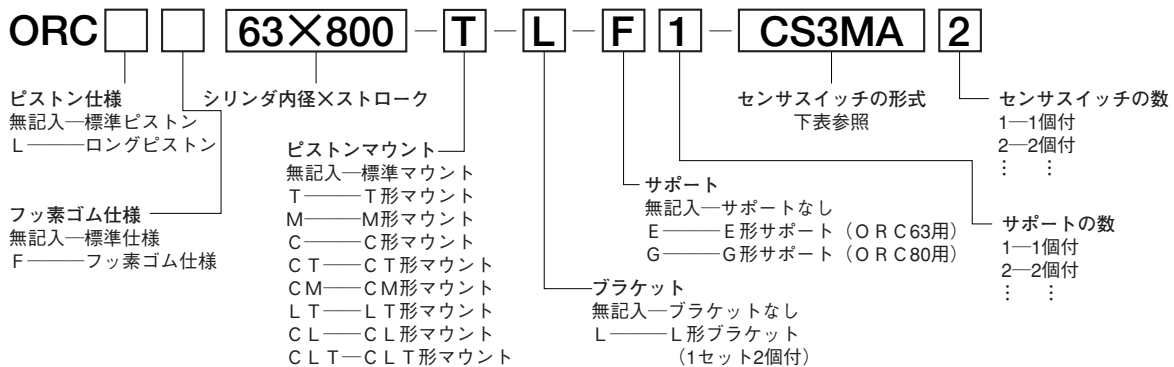 ORC□□ 63×800－T－L－F1－CS3MA 2
ピストン仕様
無記入―標準ピストン
L―――ロングピストン
フッ素ゴム仕様
無記入―標準仕様
F―――フッ素ゴム仕様
シリンダ内径×ストローク
ピストンマウント
無記入―標準マウント
T―――T形マウント
M―――M形マウント
C―――C形マウント
CT――CT形マウント
CM――CM形マウント
LT――LT形マウント
CL――CL形マウント
CLT―CLT形マウント
ブラケット
無記入―ブラケットなし
L―――L形ブラケット
（1セット2個付）
サポート
無記入―サポートなし
E―――E形サポート（ORC63用）
G―――G形サポート（ORC80用）
サポートの数
1―1個付
2―2個付
⋮ ⋮
センサスイッチの形式
下表参照
センサスイッチの数
1―1個付
2―2個付
⋮ ⋮